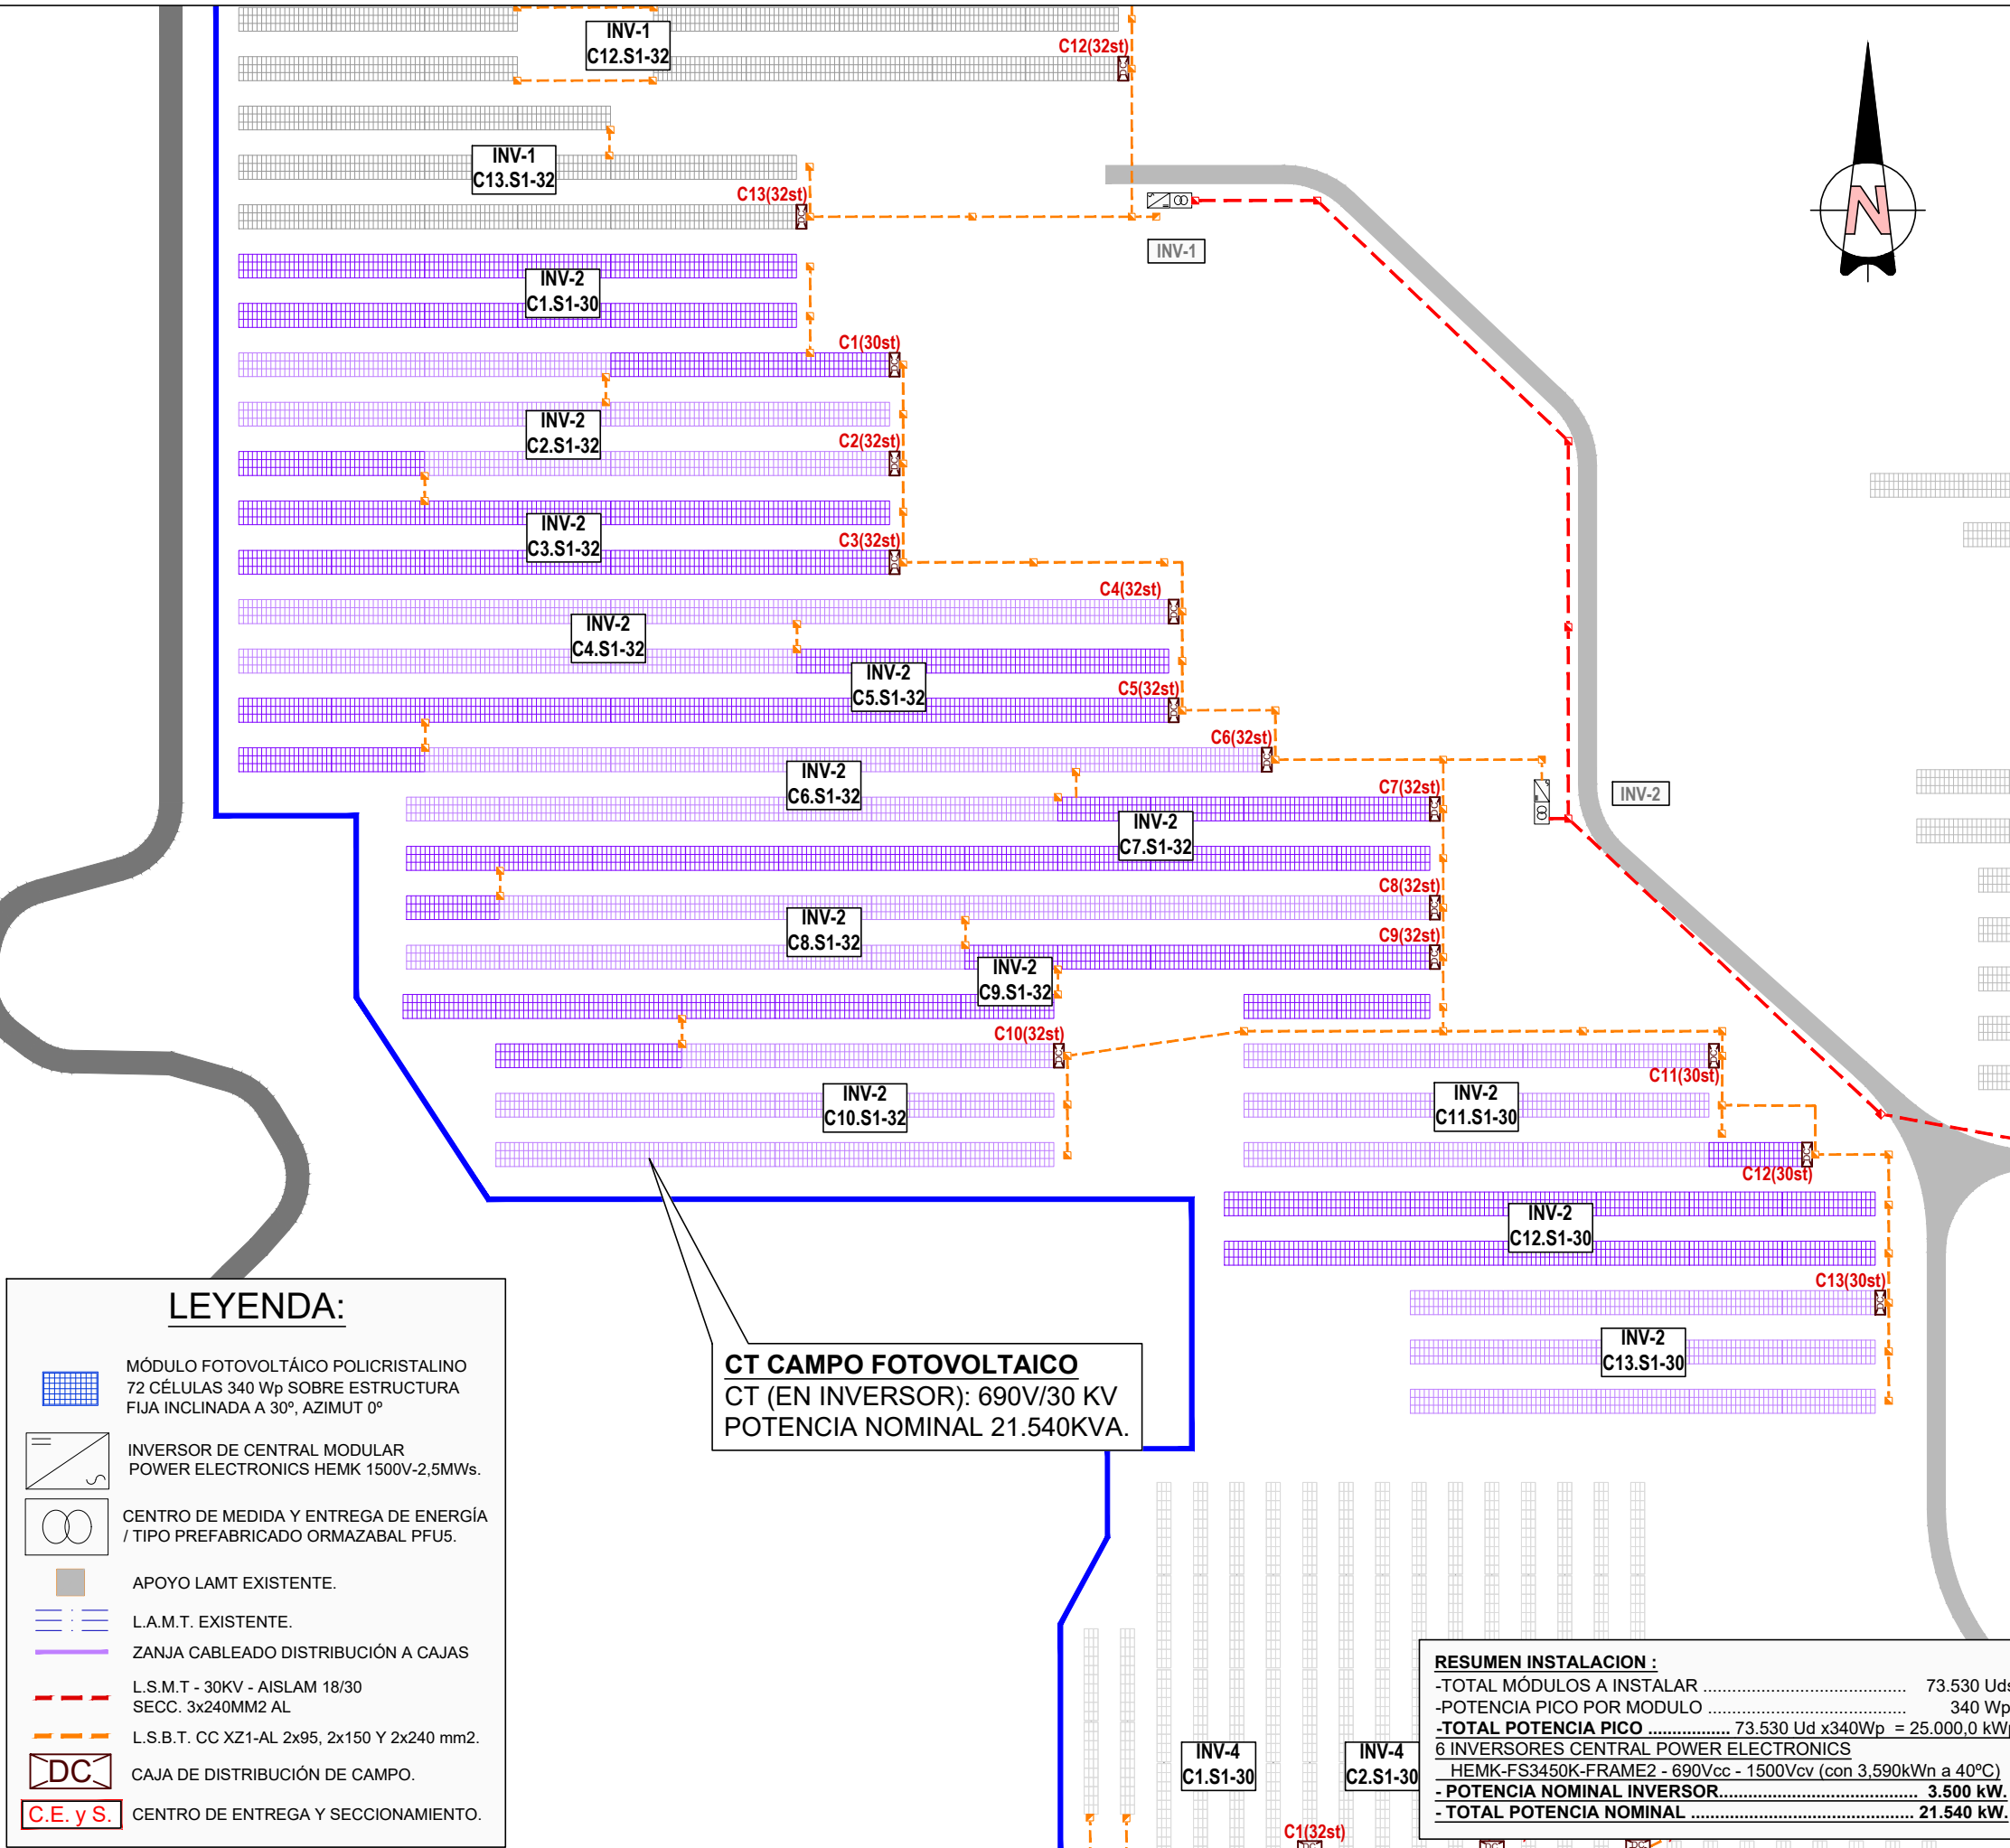 INV-1
C12.S1-32
C12(32st)
INV-1
C13.S1-32
C13(32st)
INV-1
N
INV-2
C1.S1-30
C1(30st)
INV-2
C2.S1-32
C2(32st)
INV-2
C3.S1-32
C3(32st)
C4(32st)
INV-2
C4.S1-32
INV-2
C5.S1-32
C5(32st)
C6(32st)
INV-2
C6.S1-32
C7(32st)
INV-2
C7.S1-32
INV-2
C8(32st)
INV-2
C8.S1-32
C9(32st)
INV-2
C9.S1-32
C10(32st)
INV-2
C10.S1-32
C11(30st)
INV-2
C11.S1-30
C12(30st)
INV-2
C12.S1-30
C13(30st)
INV-2
C13.S1-30
CT CAMPO FOTOVOLTAICO
CT (EN INVERSOR): 690V/30 KV
POTENCIA NOMINAL 21.540KVA.
LEYENDA:
MÓDULO FOTOVOLTÁICO POLICRISTALINO
72 CÉLULAS 340 Wp SOBRE ESTRUCTURA
FIJA INCLINADA A 30º, AZIMUT 0º
INVERSOR DE CENTRAL MODULAR
POWER ELECTRONICS HEMK 1500V-2,5MWs.
CENTRO DE MEDIDA Y ENTREGA DE ENERGÍA
/ TIPO PREFABRICADO ORMAZABAL PFU5.
APOYO LAMT EXISTENTE.
L.A.M.T. EXISTENTE.
ZANJA CABLEADO DISTRIBUCIÓN A CAJAS
L.S.M.T - 30KV - AISLAM 18/30
SECC. 3x240MM2 AL
L.S.B.T. CC XZ1-AL 2x95, 2x150 Y 2x240 mm2.
DC CAJA DE DISTRIBUCIÓN DE CAMPO.
C.E. y S. CENTRO DE ENTREGA Y SECCIONAMIENTO.
INV-4
C1.S1-30
INV-4
C2.S1-30
C1(32st)
RESUMEN INSTALACION :
-TOTAL MÓDULOS A INSTALAR ...................................... 73.530 Uds
-POTENCIA PICO POR MODULO ..................................... 340 Wp
-TOTAL POTENCIA PICO ................ 73.530 Ud x340Wp = 25.000,0 kWp
6 INVERSORES CENTRAL POWER ELECTRONICS
HEMK-FS3450K-FRAME2 - 690Vcc - 1500Vcv (con 3,590kWn a 40ºC)
- POTENCIA NOMINAL INVERSOR...................................... 3.500 kW.
- TOTAL POTENCIA NOMINAL ........................................... 21.540 kW.